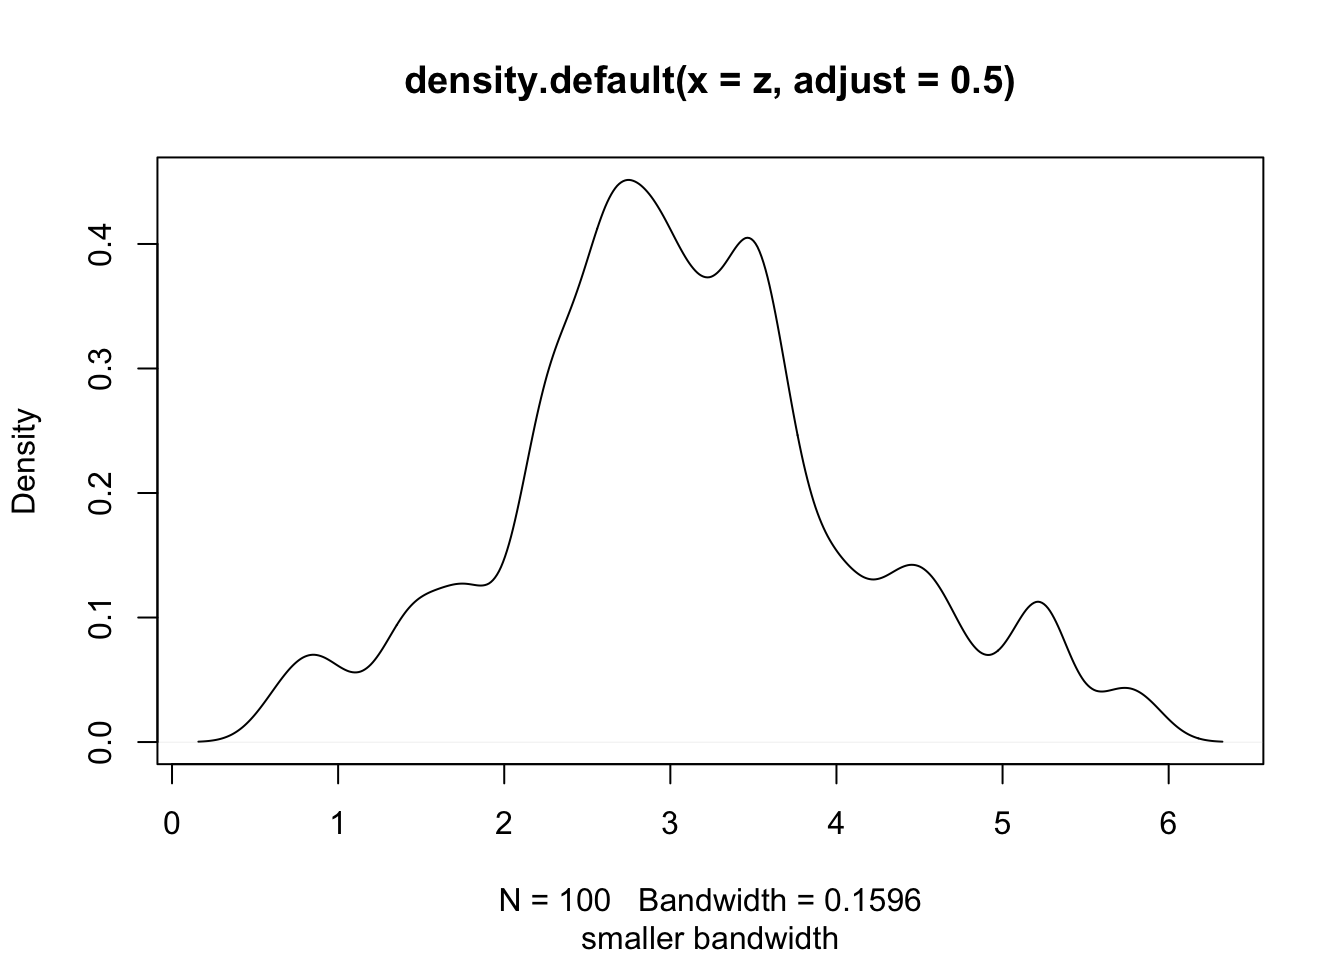 density.default(x = z, adjust = 0.5)
Density
0.4
0.3
0.2
0.1
0.0
0 1 2 3 4 5 6
N = 100   Bandwidth = 0.1596
smaller bandwidth